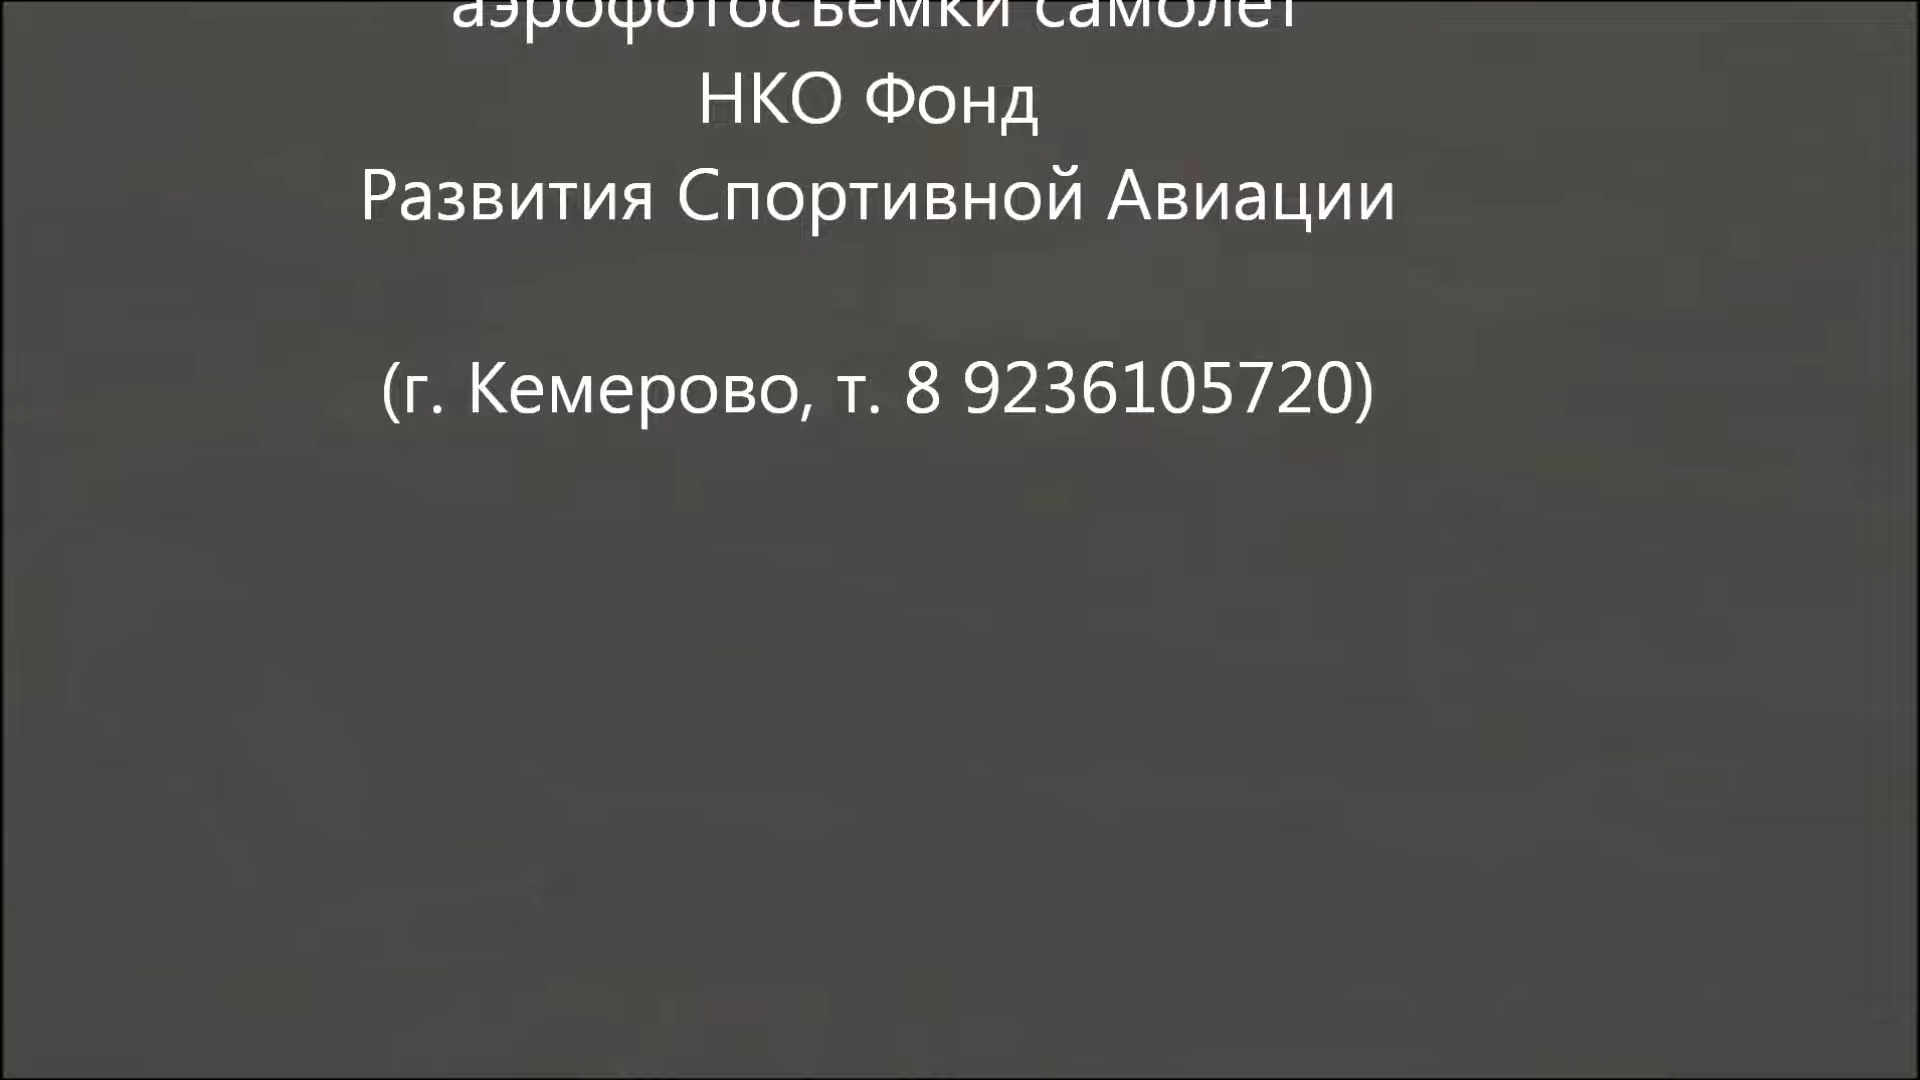 аэрофотосъемки самолет
НКО Фонд
Развития Спортивной Авиации
(г. Кемерово, т. 8 9236105720)